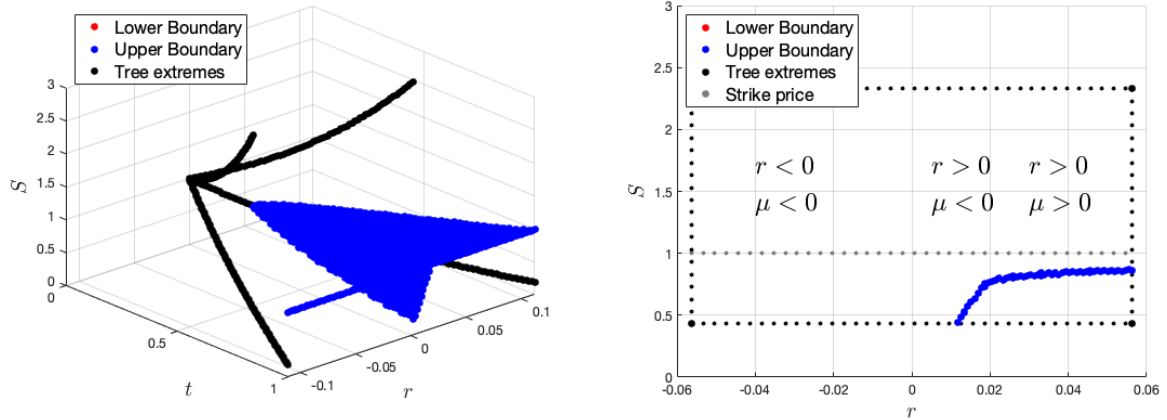 Lower Boundary
Upper Boundary
Tree extremes
3
2.5
2
1.5
1
0.5
0
S
0
0.5
1
t
-0.1
-0.05
0
0.05
0.1
r
Lower Boundary
Upper Boundary
Tree extremes
Strike price
3
2.5
2
1.5
1
0.5
0
S
r < 0 r > 0 r > 0
μ < 0 μ < 0 μ > 0
-0.06 -0.04 -0.02 0 0.02 0.04 0.06
r